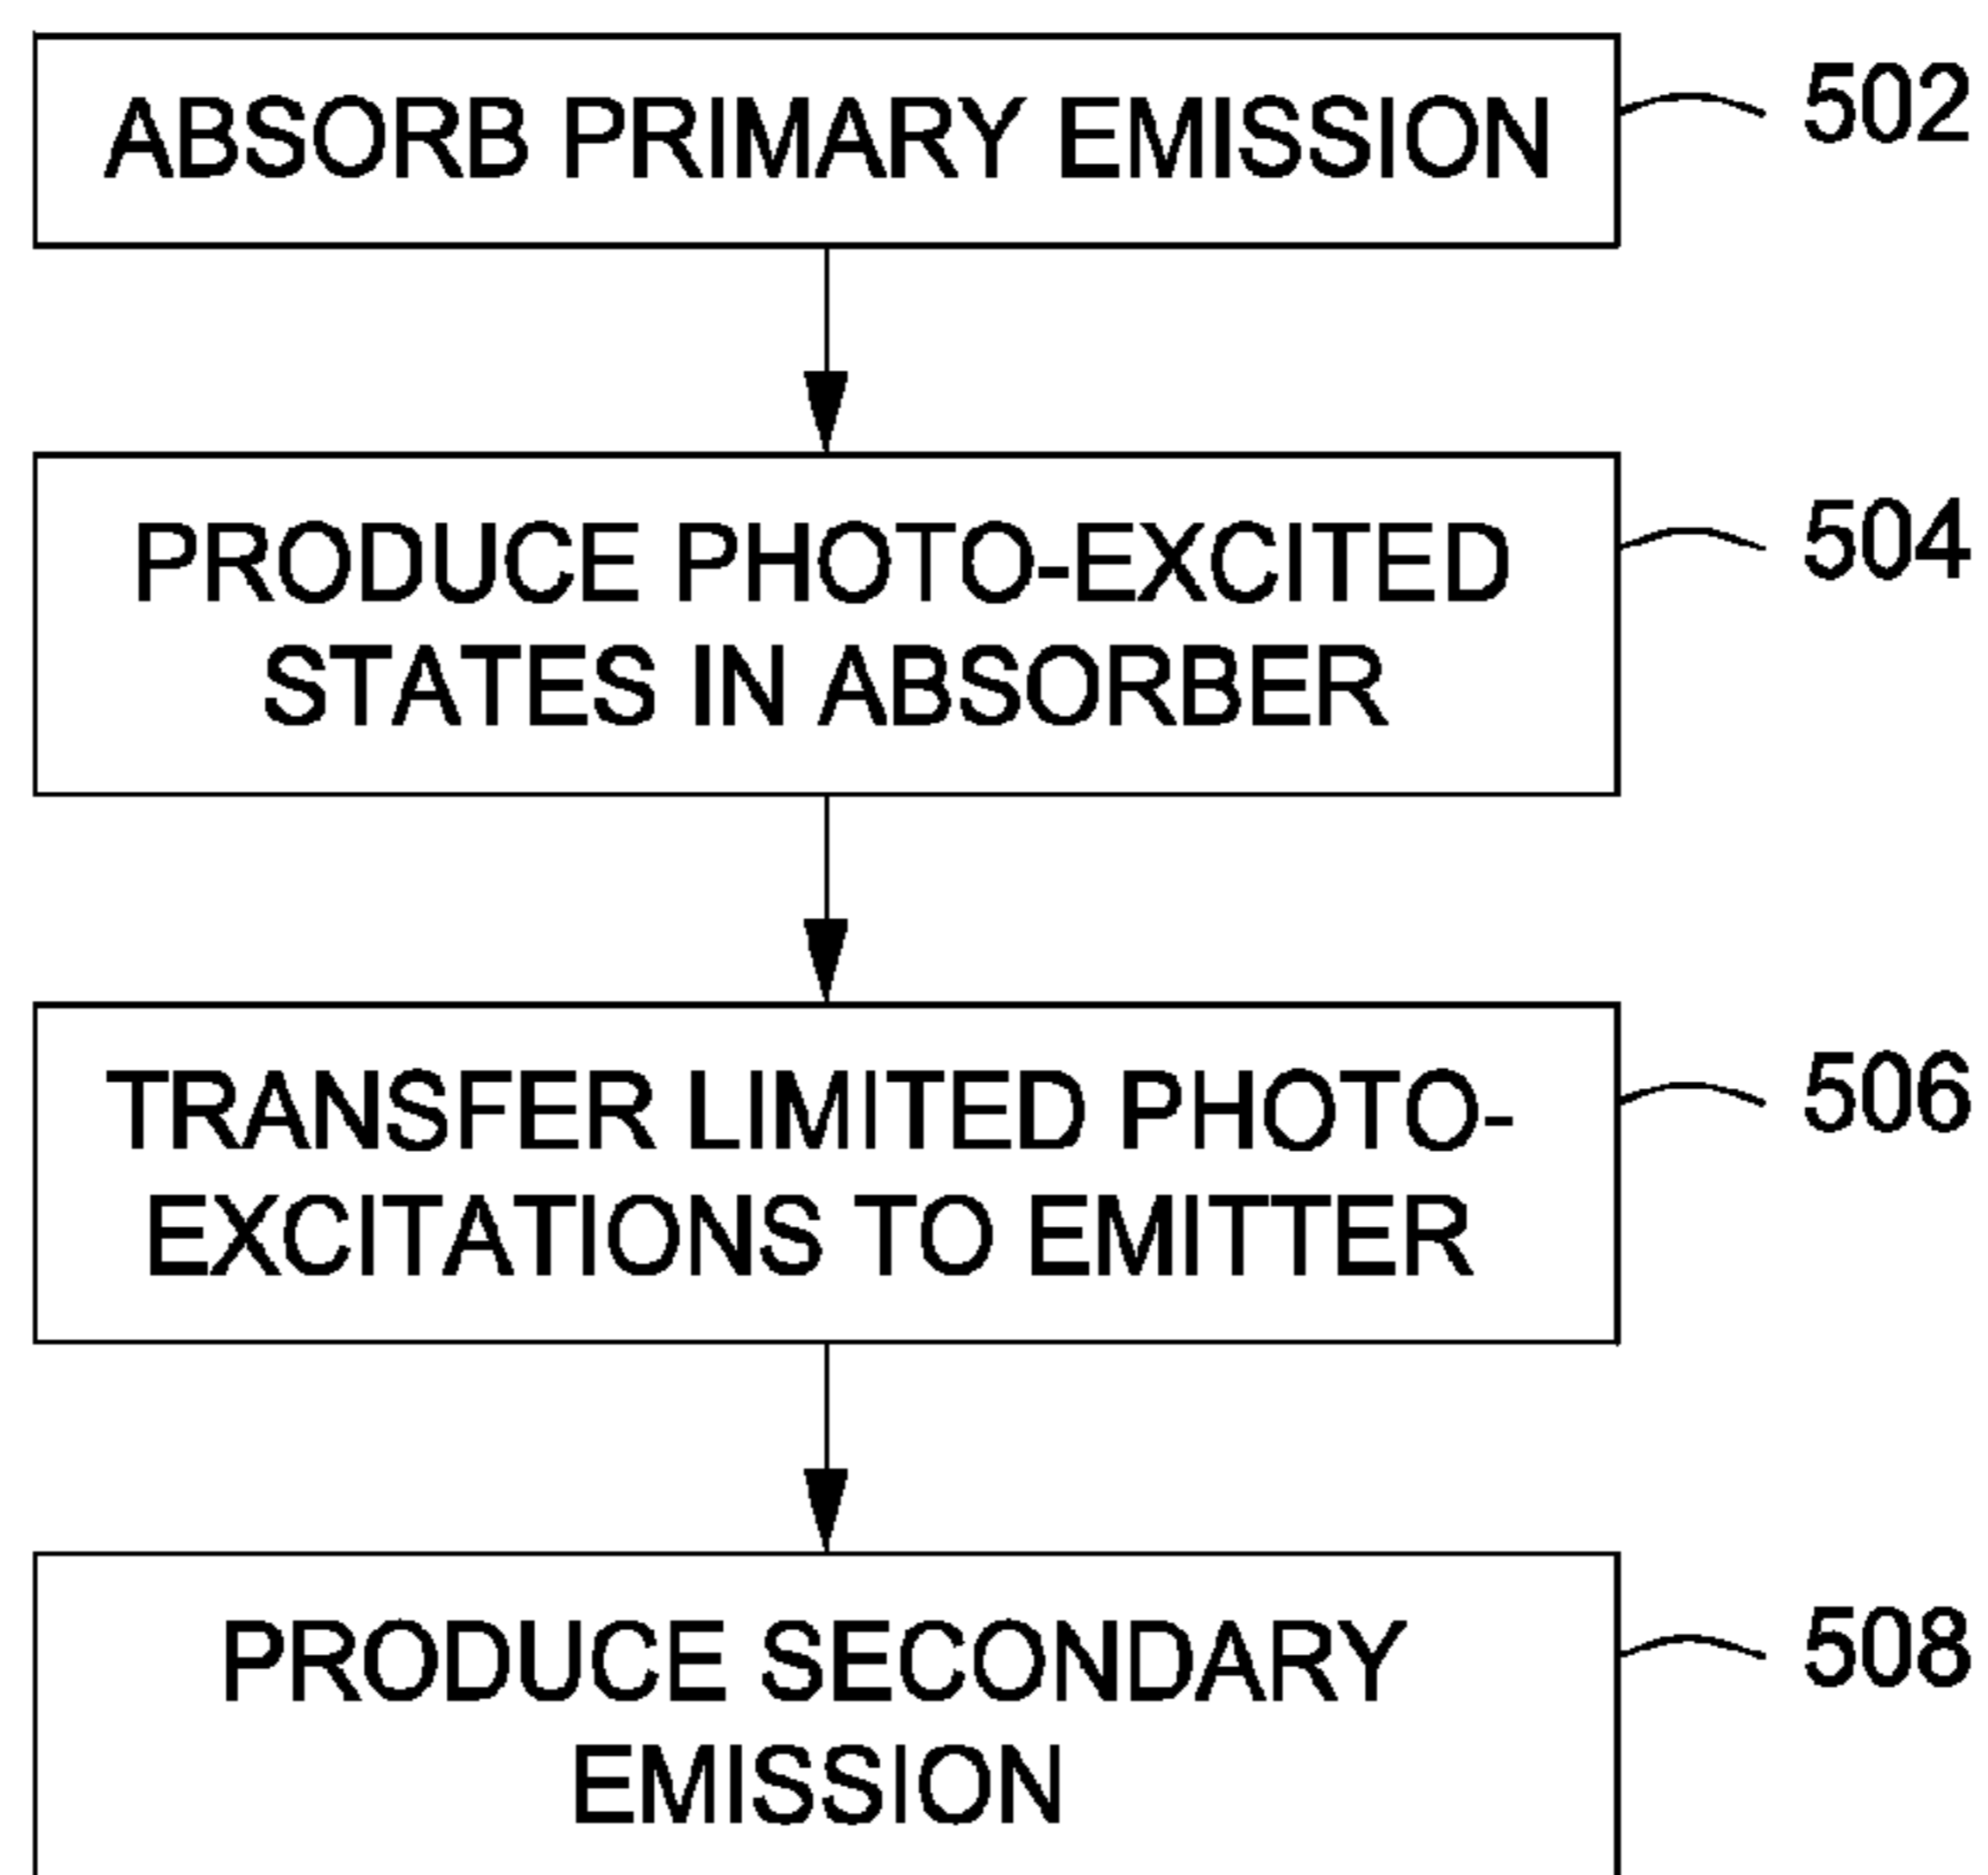 ABSORB PRIMARY EMISSION
502
PRODUCE PHOTO-EXCITED
STATES IN ABSORBER
504
TRANSFER LIMITED PHOTO-
EXCITATIONS TO EMITTER
506
PRODUCE SECONDARY
EMISSION
508